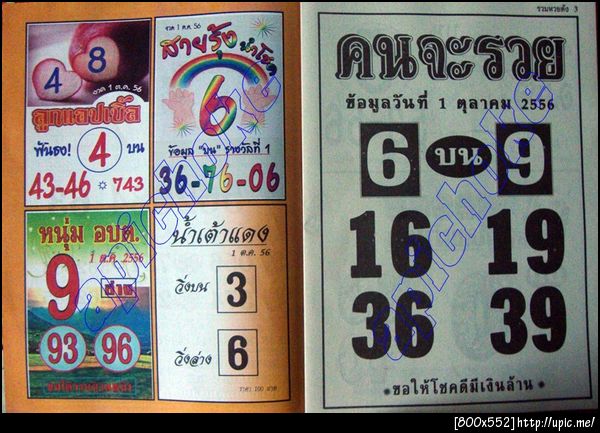 4 8
งวด 1 ต.ค. 56
ลูกแอปเปิ้ล
ฟันธง! 4 บน
43-46 ☼ 743
งวด 1 ต.ค. 56
สายรุ้ง นำโชค
6
ข้อมูล "บน" รางวัลที่ 1
36-76-06
หนุ่ม อบต.
1 ต.ค. 2556
9 ล่าง
93 96
น้ำเต้าแดง
1 ต.ค. 56
วิ่งบน 3
วิ่งล่าง 6
ราคา 100 บาท
รวมหวยดัง 3
คนจะรวย
ข้อมูลวันที่ 1 ตุลาคม 2556
6 บน 9
16 19
36 39
ขอให้โชคดีมีเงินล้าน
[800x552] http://upic.me/